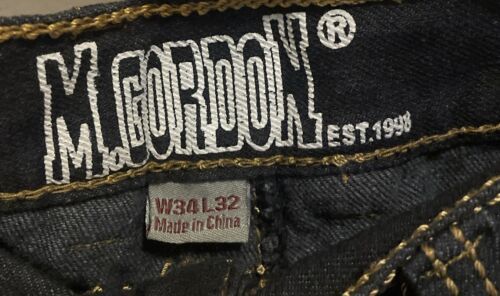 M.GORDON®
EST.1998
W34 L32
Made in China